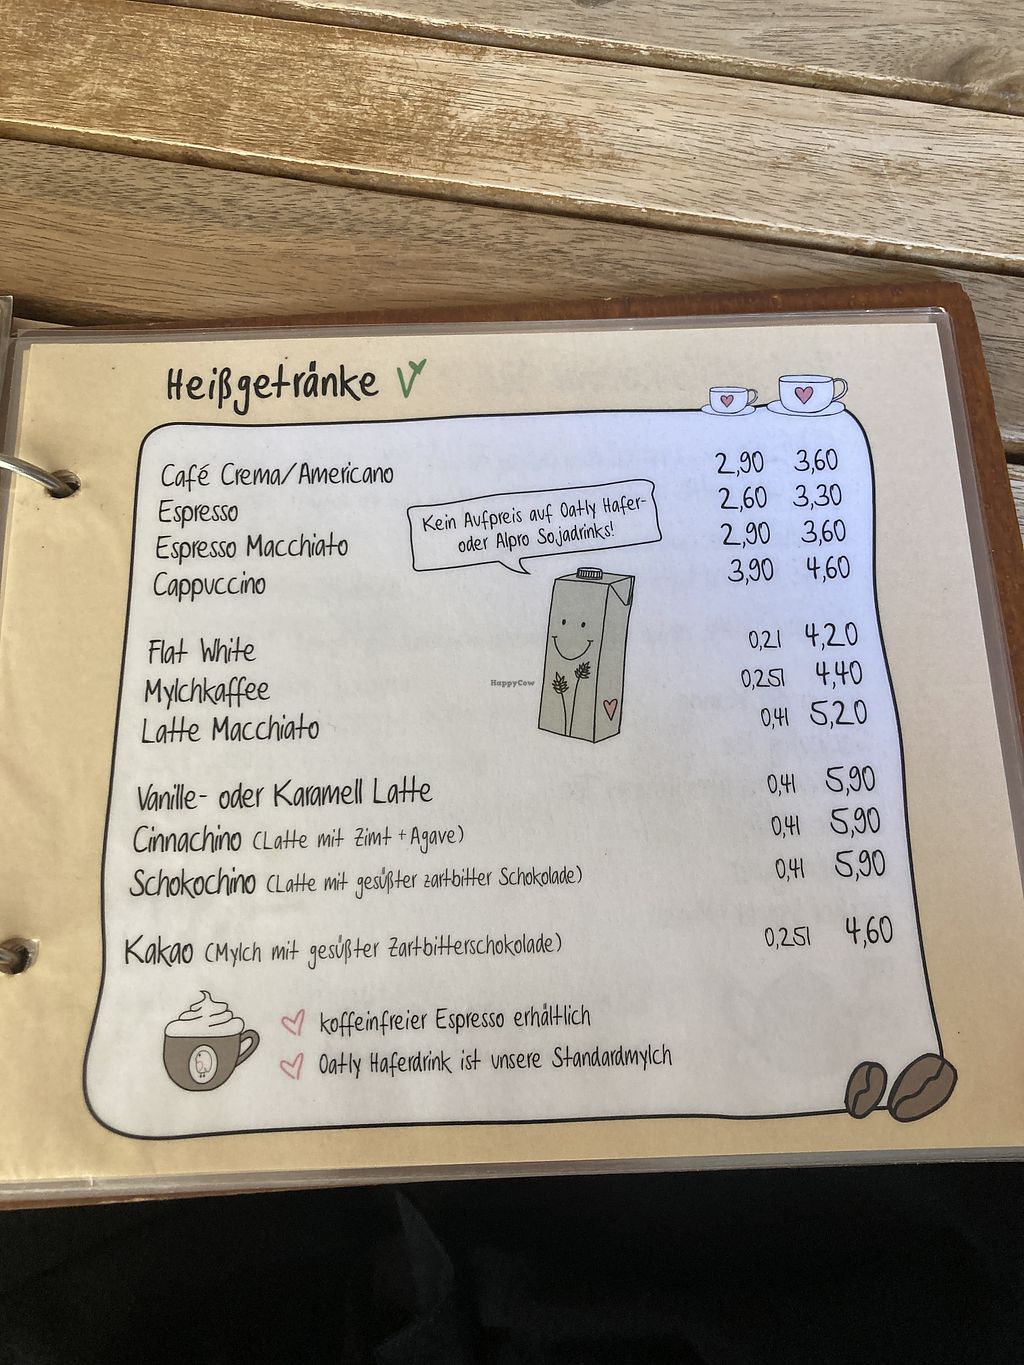 Heißgetränke V
Café Crema/Americano 2,90 3,60
Espresso 2,60 3,30
Espresso Macchiato 2,90 3,60
Cappuccino 3,90 4,60
Kein Aufpreis auf Oatly Hafer-
oder Alpro Sojadrinks!
Flat White 0,2l 4,20
Mylchkaffee 0,25l 4,40
Latte Macchiato 0,4l 5,20
HappyCow
Vanille- oder Karamell Latte 0,4l 5,90
Cinnachino (Latte mit Zimt + Agave) 0,4l 5,90
Schokochino (Latte mit gesüßter zartbitter Schokolade) 0,4l 5,90
Kakao (Mylch mit gesüßter Zartbitterschokolade) 0,25l 4,60
koffeinfreier Espresso erhältlich
Oatly Haferdrink ist unsere Standardmylch